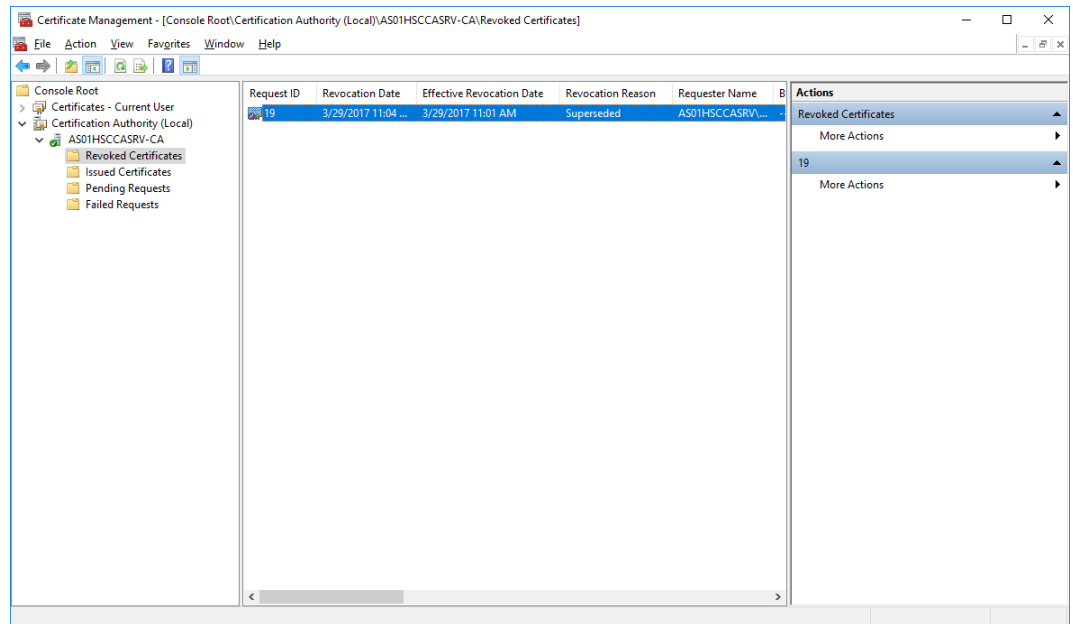 Certificate Management - [Console Root\Certification Authority (Local)\AS01HSCCASRV-CA\Revoked Certificates]
File Action View Favorites Window Help
Console Root
Certificates - Current User
Certification Authority (Local)
AS01HSCCASRV-CA
Revoked Certificates
Issued Certificates
Pending Requests
Failed Requests
Request ID Revocation Date Effective Revocation Date Revocation Reason Requester Name B
19 3/29/2017 11:04 ... 3/29/2017 11:01 AM Superseded AS01HSCCASRV\... --
Actions
Revoked Certificates
More Actions
19
More Actions